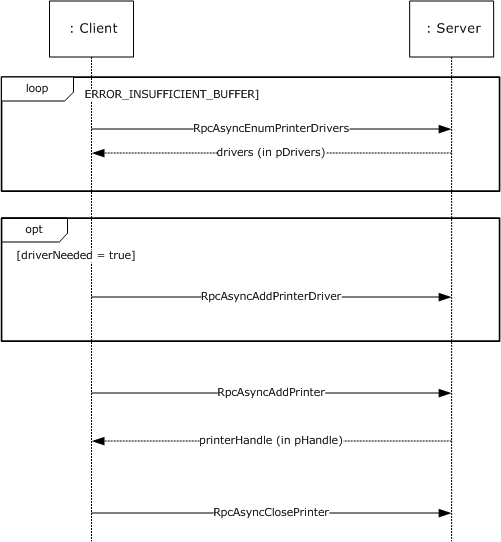 : Client
: Server
loop
ERROR_INSUFFICIENT_BUFFER]
RpcAsyncEnumPrinterDrivers
drivers (in pDrivers)
opt
[driverNeeded = true]
RpcAsyncAddPrinterDriver
RpcAsyncAddPrinter
printerHandle (in pHandle)
RpcAsyncClosePrinter